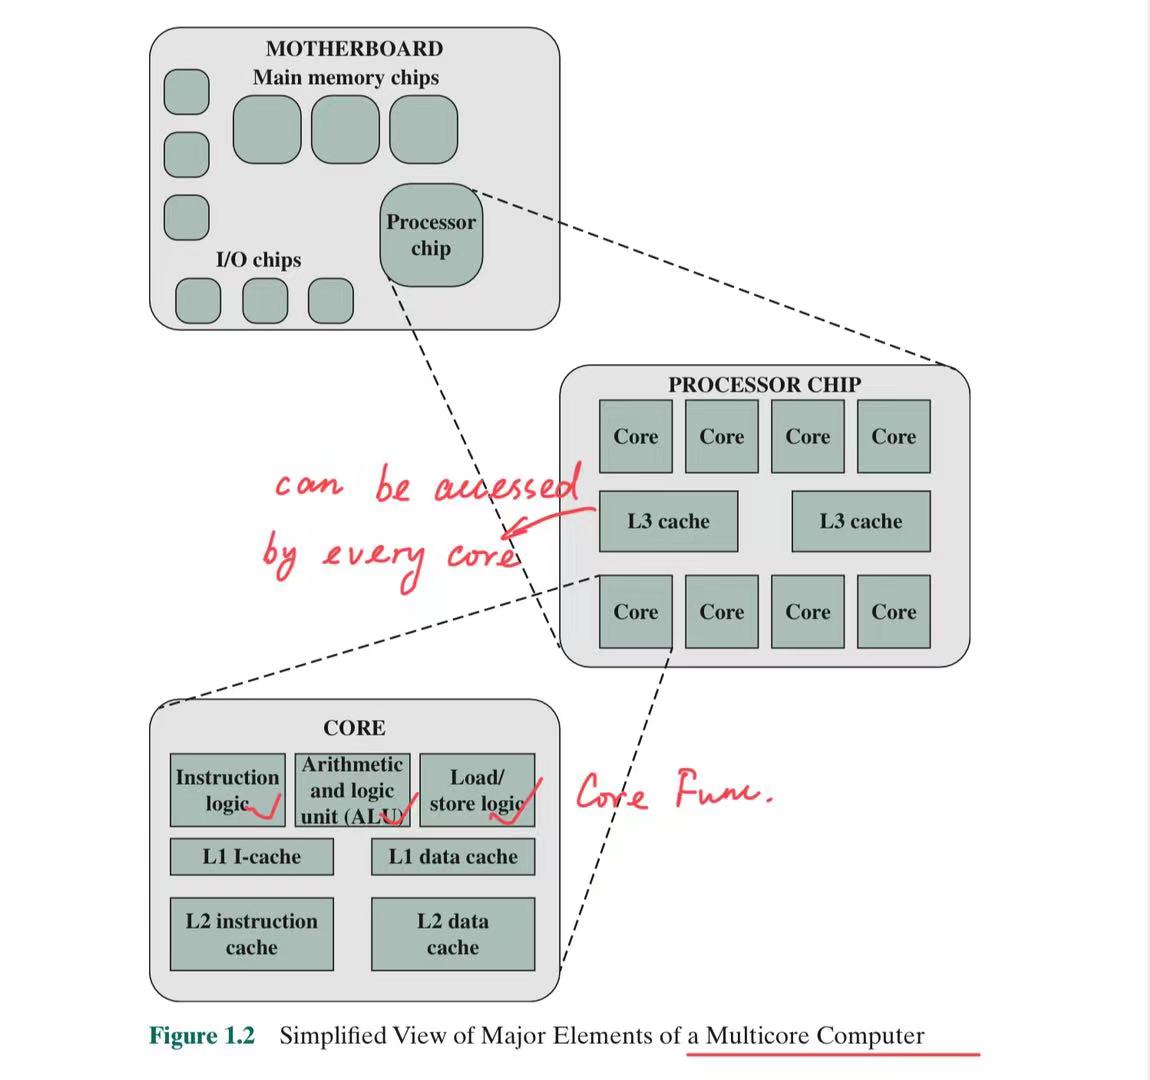 MOTHERBOARD
Main memory chips
Processor
chip
I/O chips
PROCESSOR CHIP
Core Core Core Core
can be accessed
by every core
L3 cache L3 cache
Core Core Core Core
CORE
Instruction
logic
Arithmetic
and logic
unit (ALU)
Load/
store logic
Core Func.
L1 I-cache L1 data cache
L2 instruction
cache
L2 data
cache
Figure 1.2 Simplified View of Major Elements of a Multicore Computer